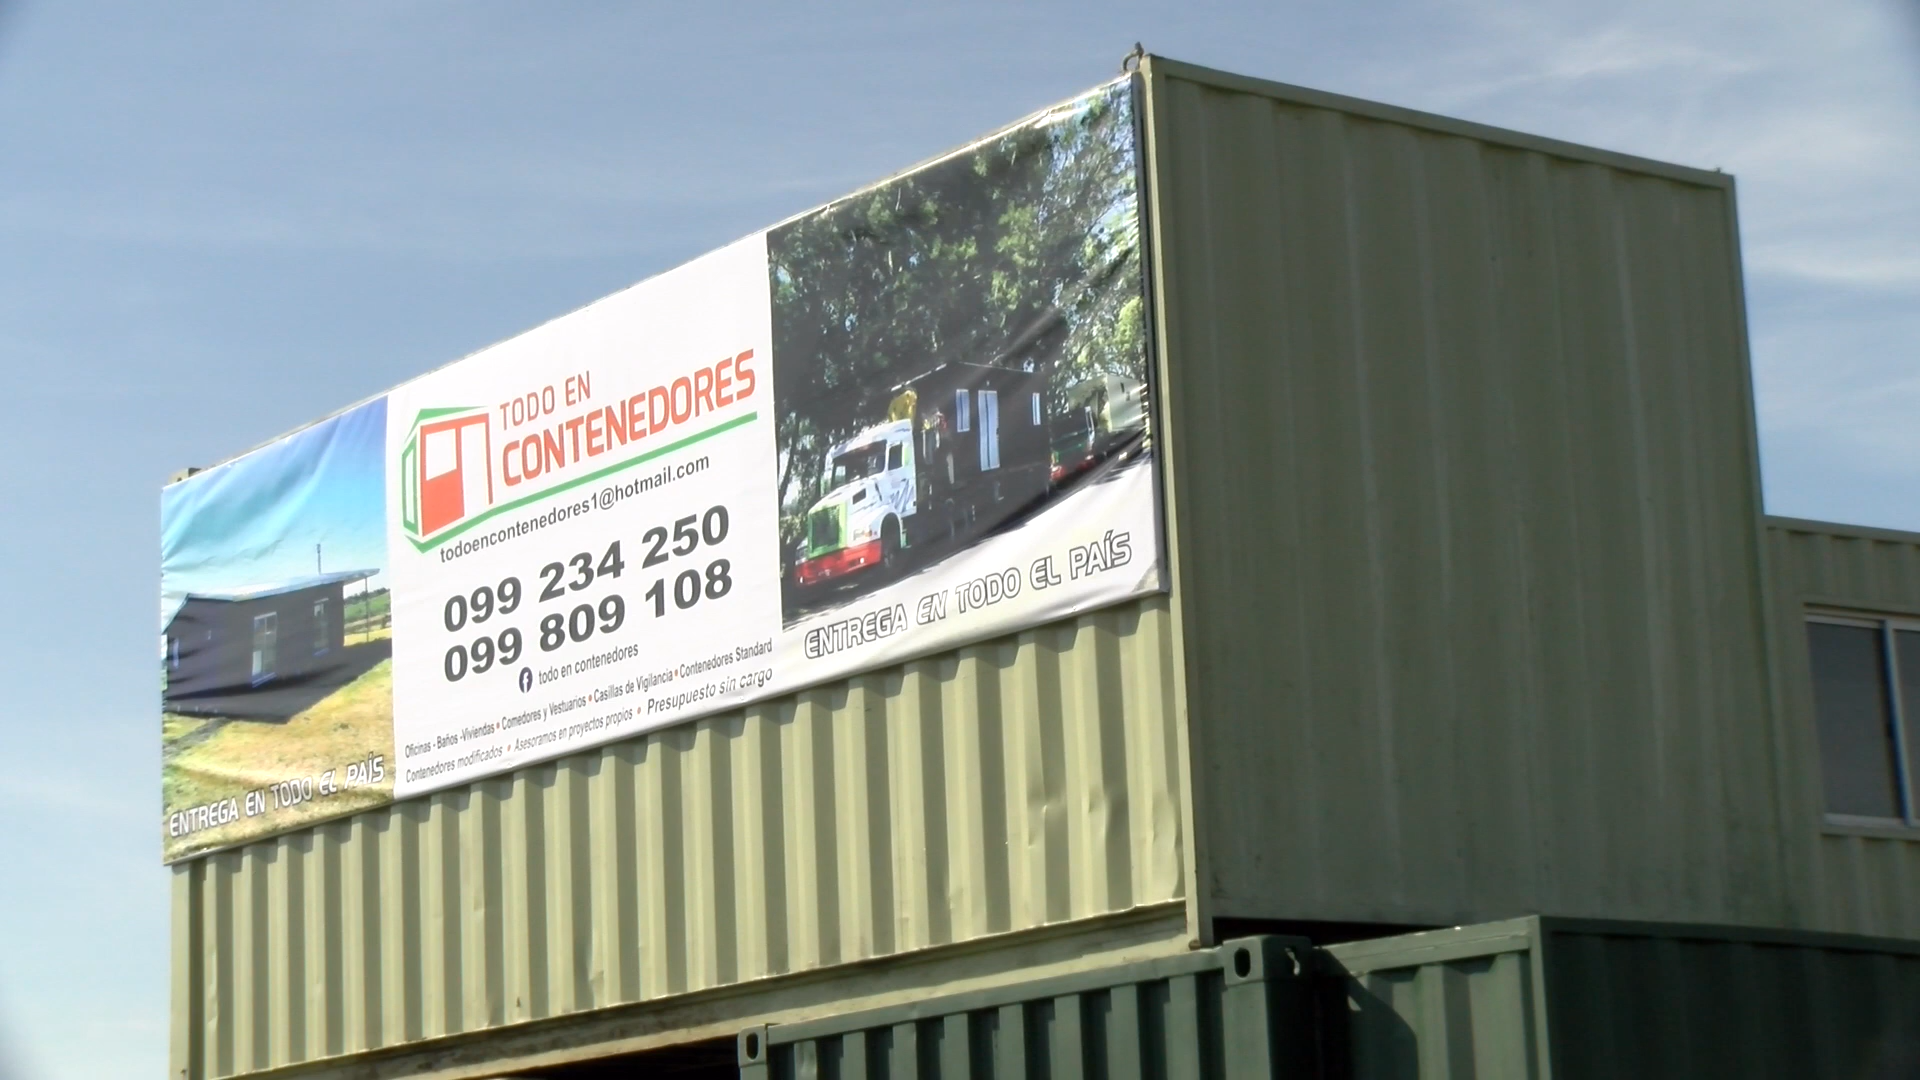 TODO EN
CONTENEDORES
todoencontenedores1@hotmail.com
099 234 250
099 809 108
todo en contenedores
Oficinas - Baños -Viviendas • Comedores y Vestuarios • Casillas de Vigilancia • Contenedores Standard
Contenedores modificados • Asesoramos en proyectos propios • Presupuesto sin cargo
ENTREGA EN TODO EL PAÍS
ENTREGA EN TODO EL PAÍS